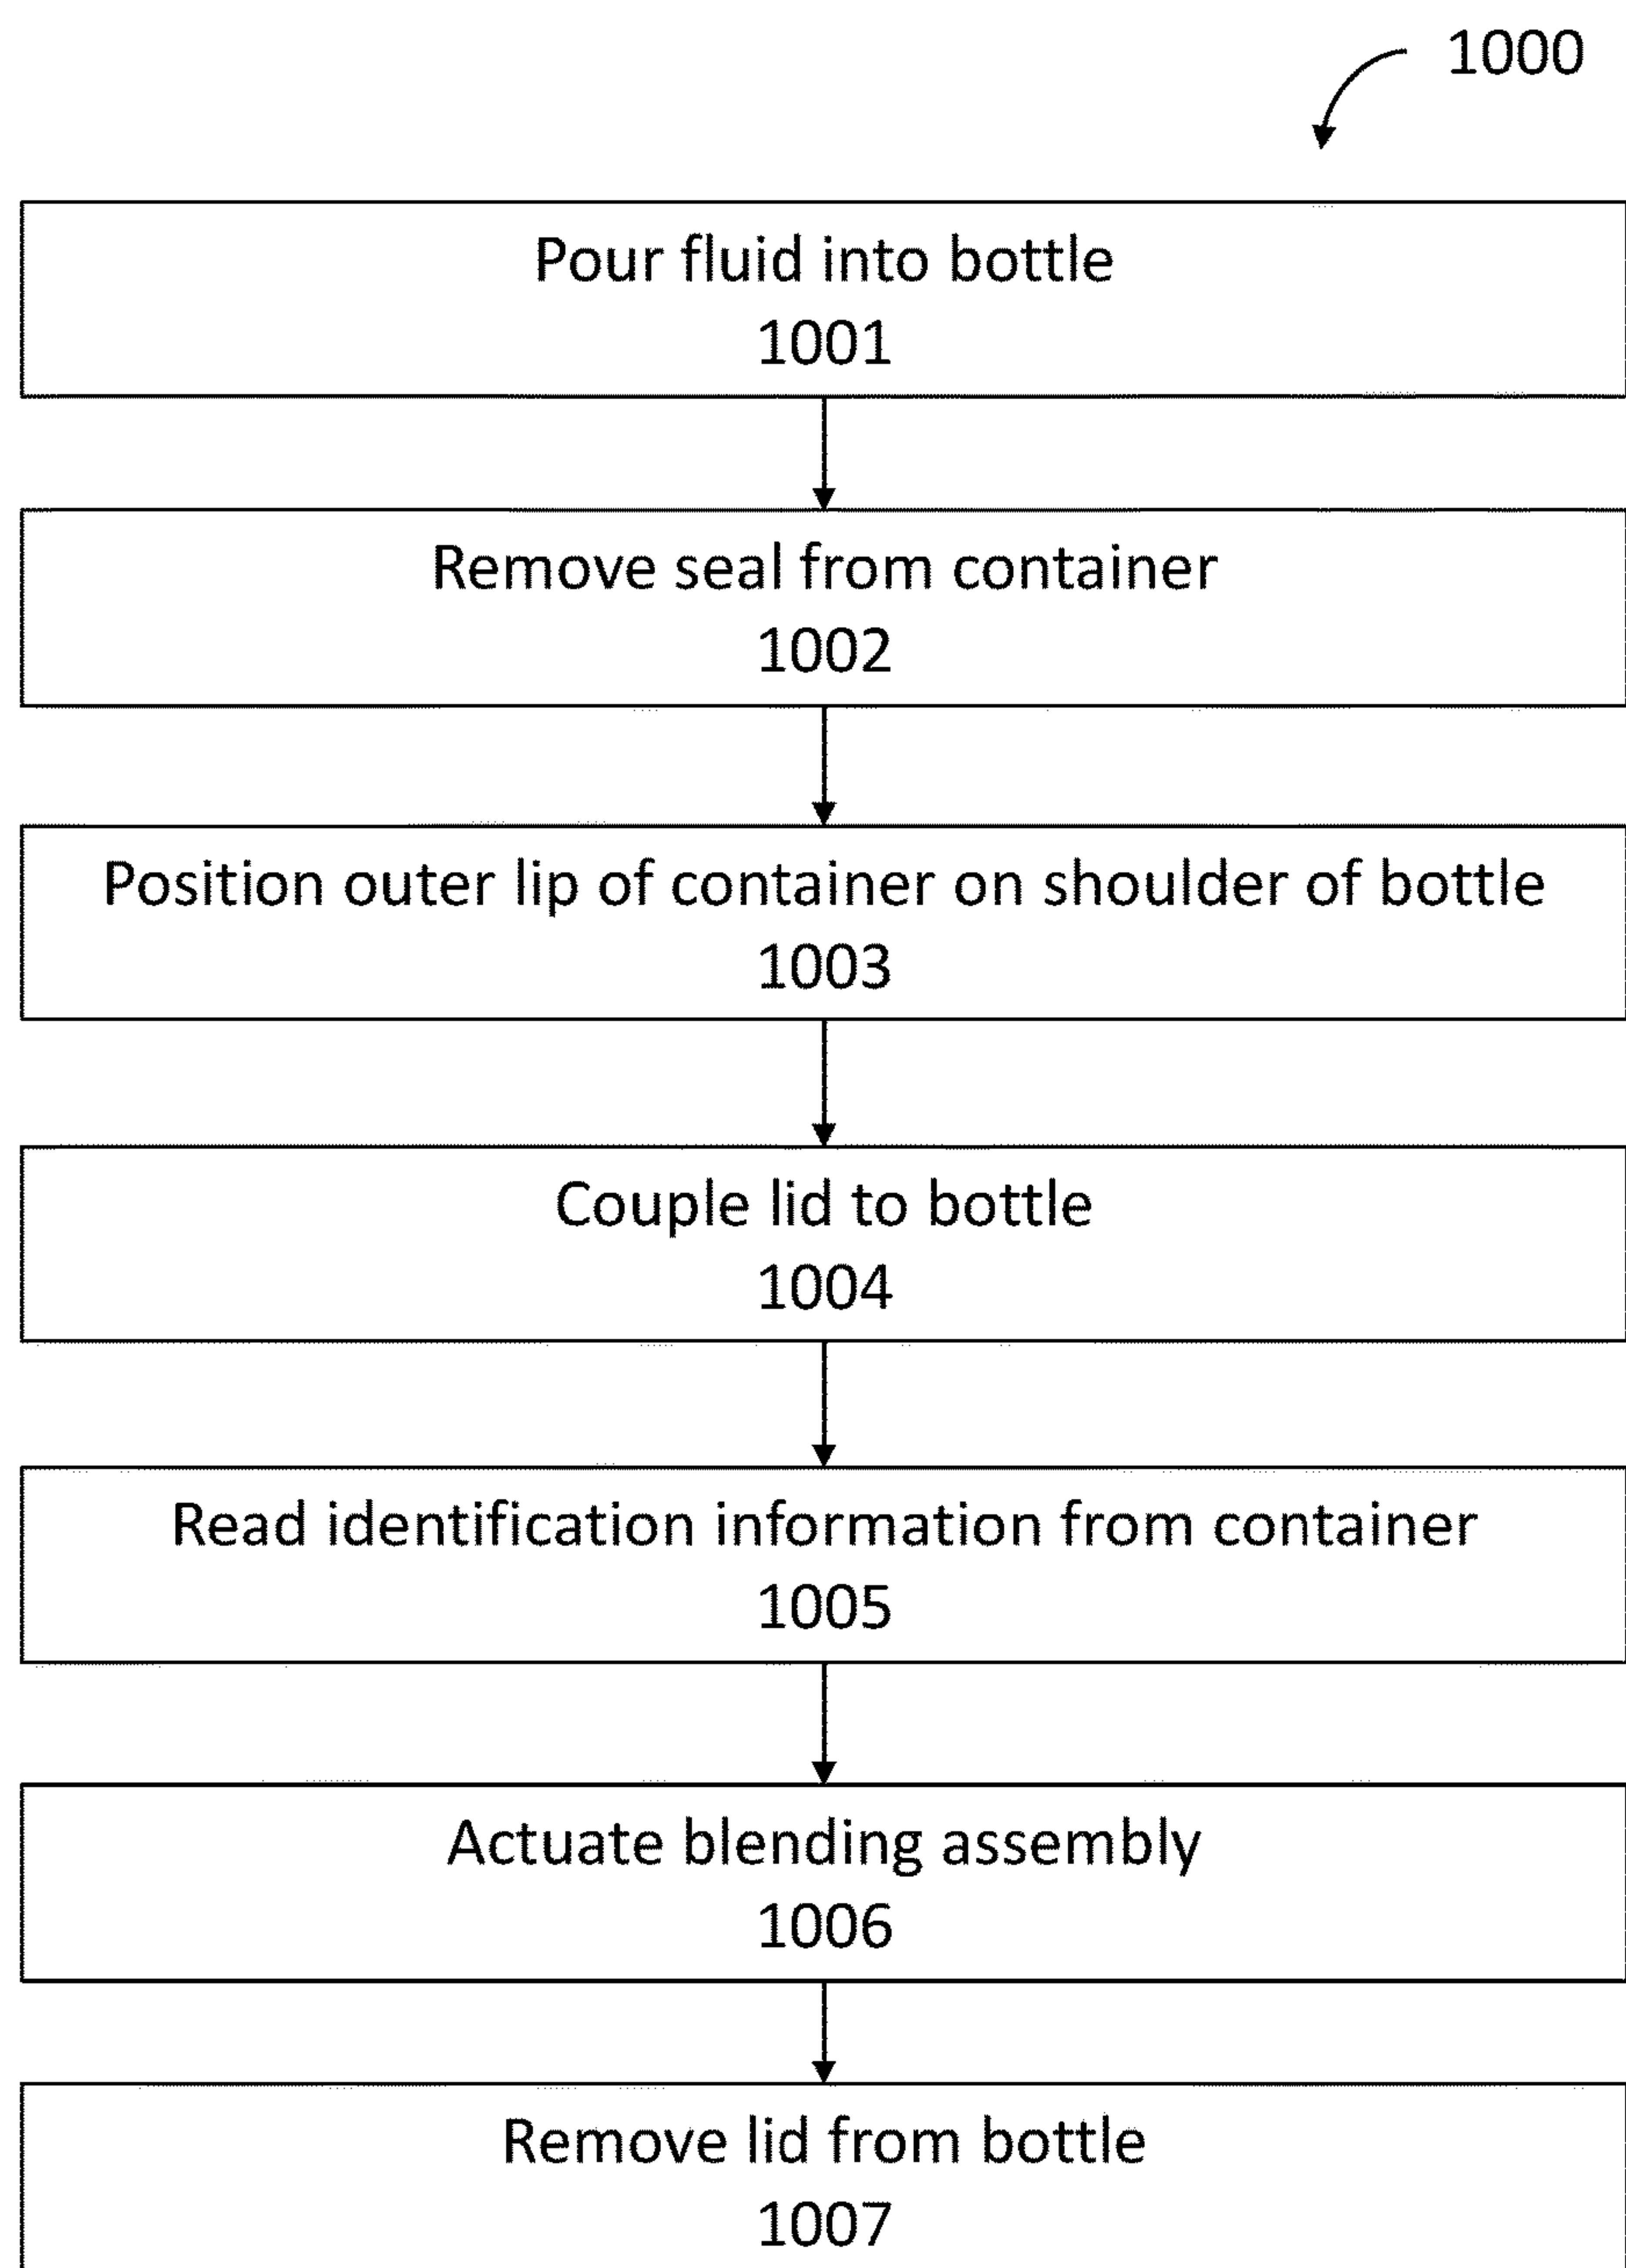 1000
Pour fluid into bottle
1001
Remove seal from container
1002
Position outer lip of container on shoulder of bottle
1003
Couple lid to bottle
1004
Read identification information from container
1005
Actuate blending assembly
1006
Remove lid from bottle
1007